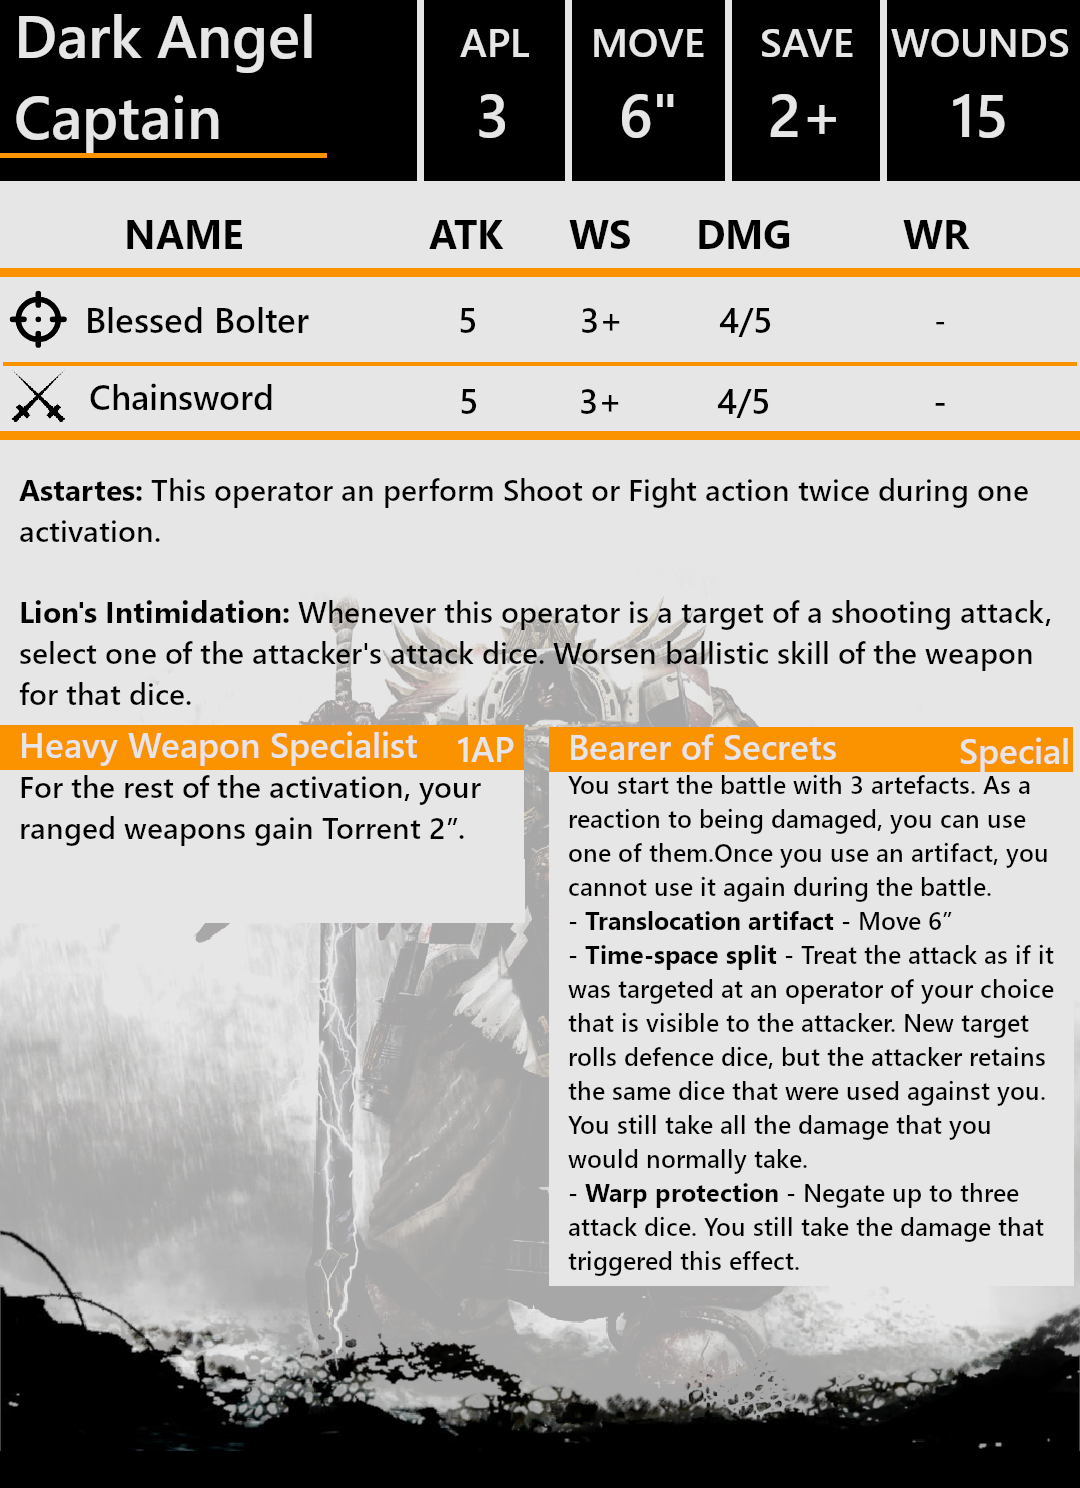 Dark Angel
Captain
APL
3
MOVE
6"
SAVE
2+
WOUNDS
15
NAME ATK WS DMG WR
Blessed Bolter 5 3+ 4/5 -
Chainsword 5 3+ 4/5 -
Astartes: This operator an perform Shoot or Fight action twice during one
activation.
Lion's Intimidation: Whenever this operator is a target of a shooting attack,
select one of the attacker's attack dice. Worsen ballistic skill of the weapon
for that dice.
Heavy Weapon Specialist 1AP
For the rest of the activation, your
ranged weapons gain Torrent 2”.
Bearer of Secrets Special
You start the battle with 3 artefacts. As a
reaction to being damaged, you can use
one of them.Once you use an artifact, you
cannot use it again during the battle.
- Translocation artifact - Move 6”
- Time-space split - Treat the attack as if it
was targeted at an operator of your choice
that is visible to the attacker. New target
rolls defence dice, but the attacker retains
the same dice that were used against you.
You still take all the damage that you
would normally take.
- Warp protection - Negate up to three
attack dice. You still take the damage that
triggered this effect.